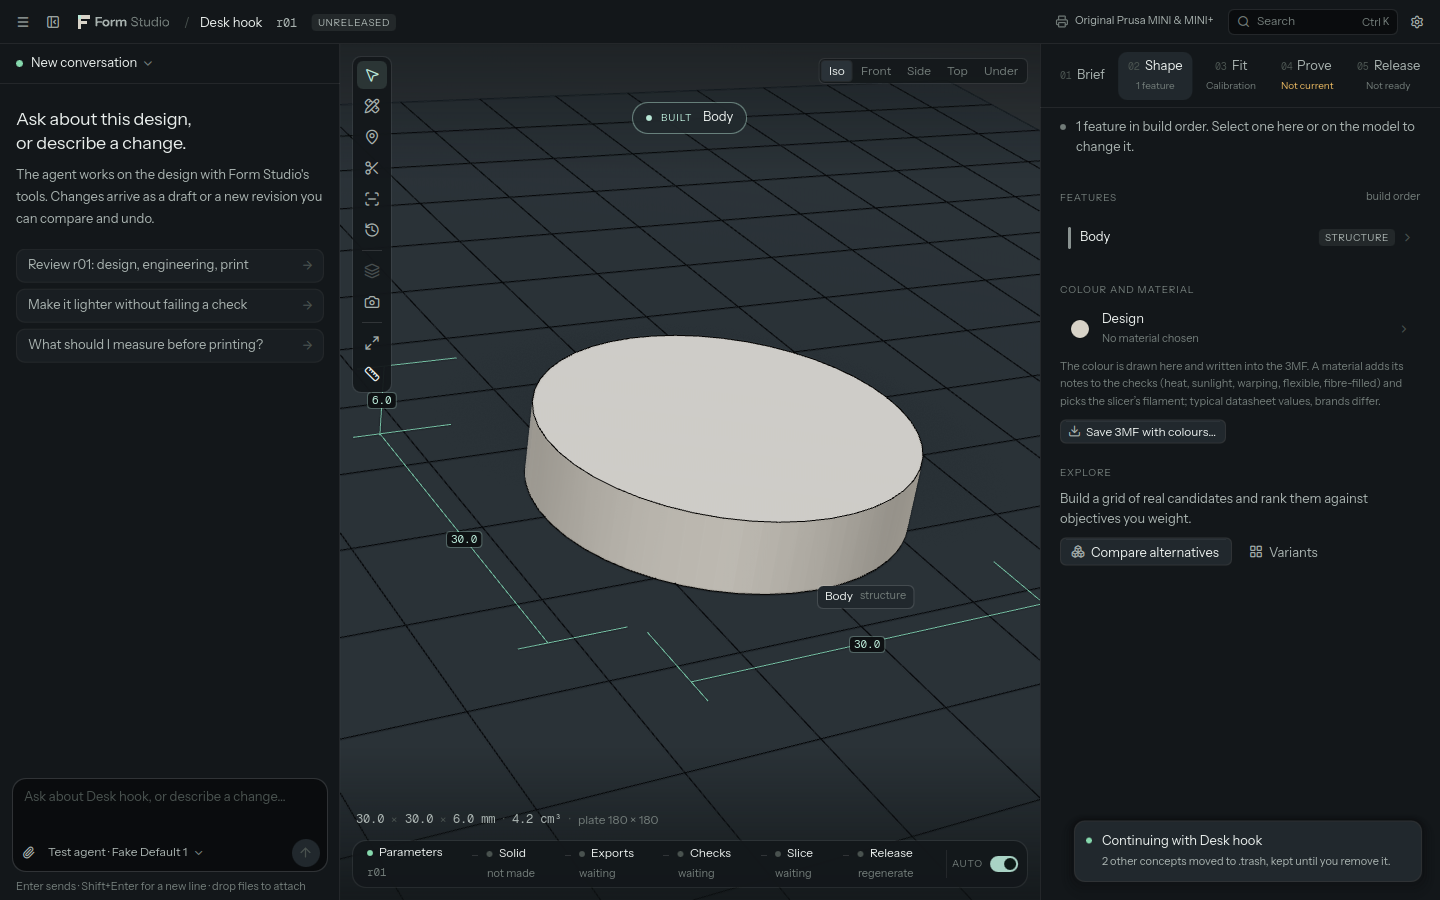 Form Studio / Desk hook r01 UNRELEASED
Original Prusa MINI & MINI+
Search Ctrl K
New conversation
Ask about this design,
or describe a change.
The agent works on the design with Form Studio's
tools. Changes arrive as a draft or a new revision you
can compare and undo.
Review r01: design, engineering, print
Make it lighter without failing a check
What should I measure before printing?
Ask about Desk hook, or describe a change...
Test agent · Fake Default 1
Enter sends · Shift+Enter for a new line · drop files to attach
Iso Front Side Top Under
BUILT Body
6.0
30.0
30.0
Body structure
30.0 × 30.0 × 6.0 mm · 4.2 cm³ · plate 180 × 180
Parameters
r01
Solid
not made
Exports
waiting
Checks
waiting
Slice
waiting
Release
regenerate
AUTO
01 Brief
02 Shape
1 feature
03 Fit
Calibration
04 Prove
Not current
05 Release
Not ready
1 feature in build order. Select one here or on the model to
change it.
FEATURES build order
Body STRUCTURE
COLOUR AND MATERIAL
Design
No material chosen
The colour is drawn here and written into the 3MF. A material adds its
notes to the checks (heat, sunlight, warping, flexible, fibre-filled) and
picks the slicer's filament; typical datasheet values, brands differ.
Save 3MF with colours...
EXPLORE
Build a grid of real candidates and rank them against
objectives you weight.
Compare alternatives
Variants
Continuing with Desk hook
2 other concepts moved to .trash, kept until you remove it.